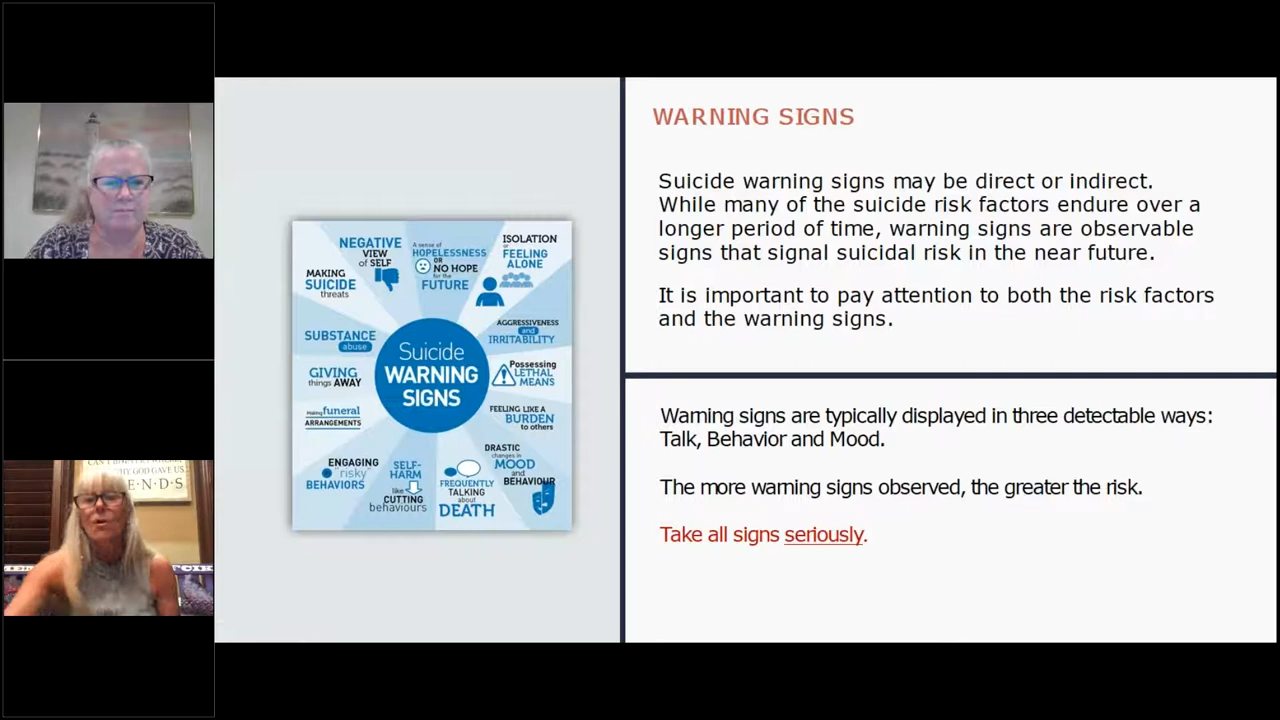 WARNING SIGNS
Suicide warning signs may be direct or indirect.
While many of the suicide risk factors endure over a
longer period of time, warning signs are observable
signs that signal suicidal risk in the near future.
It is important to pay attention to both the risk factors
and the warning signs.
Warning signs are typically displayed in three detectable ways:
Talk, Behavior and Mood.
The more warning signs observed, the greater the risk.
Take all signs seriously.
Suicide
WARNING
SIGNS
MAKING
SUICIDE
threats
NEGATIVE
VIEW
of SELF
A sense of
HOPELESSNESS
OR
NO HOPE
for the
FUTURE
ISOLATION
or
FEELING
ALONE
AGGRESSIVENESS
and
IRRITABILITY
Possessing
LETHAL
MEANS
FEELING LIKE A
BURDEN
to others
DRASTIC
changes in
MOOD
and
BEHAVIOUR
FREQUENTLY
TALKING
about
DEATH
SELF-
HARM
like
CUTTING
behaviours
ENGAGING
"risky"
BEHAVIORS
Making funeral
ARRANGEMENTS
GIVING
things AWAY
SUBSTANCE
abuse
WHY GOD GAVE US